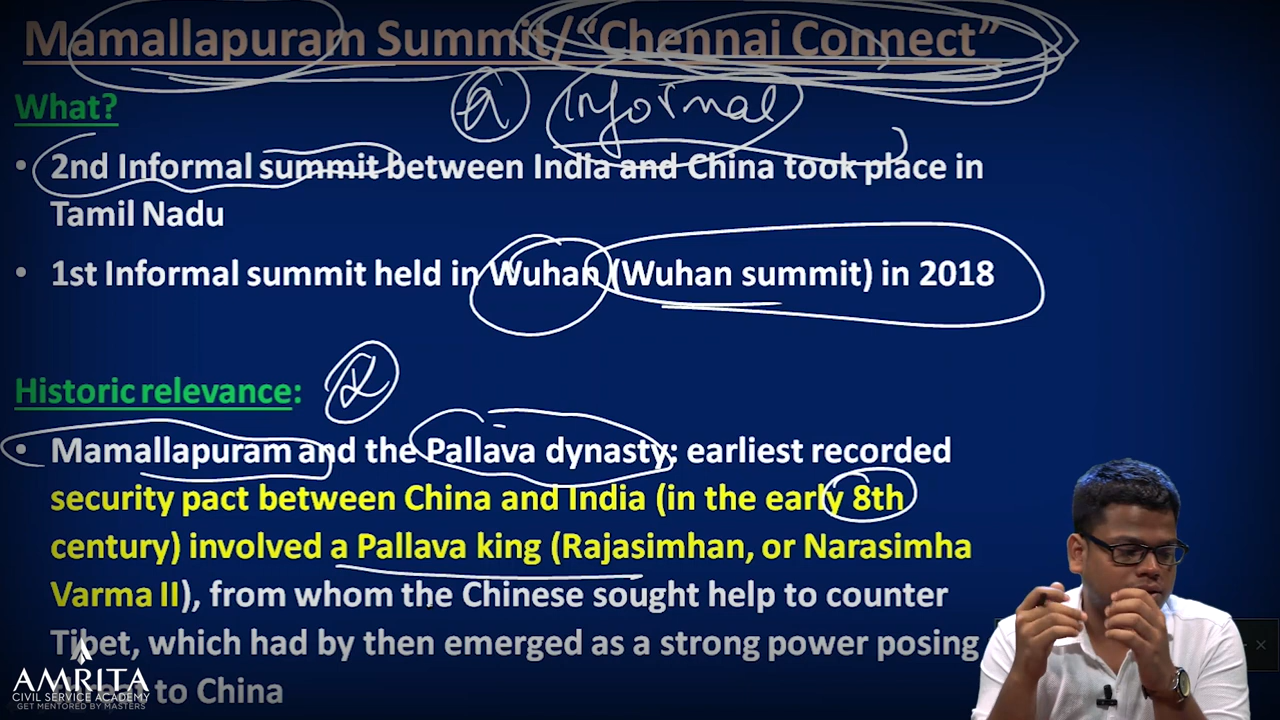 Mamallapuram Summit/“Chennai Connect”
What?
a Informal
• 2nd Informal summit between India and China took place in
Tamil Nadu
• 1st Informal summit held in Wuhan (Wuhan summit) in 2018
Historic relevance:
• Mamallapuram and the Pallava dynasty: earliest recorded
security pact between China and India (in the early 8th
century) involved a Pallava king (Rajasimhan, or Narasimha
Varma II), from whom the Chinese sought help to counter
Tibet, which had by then emerged as a strong power posing
to China
AMRITA
CIVIL SERVICE ACADEMY
GET MENTORED BY MASTERS